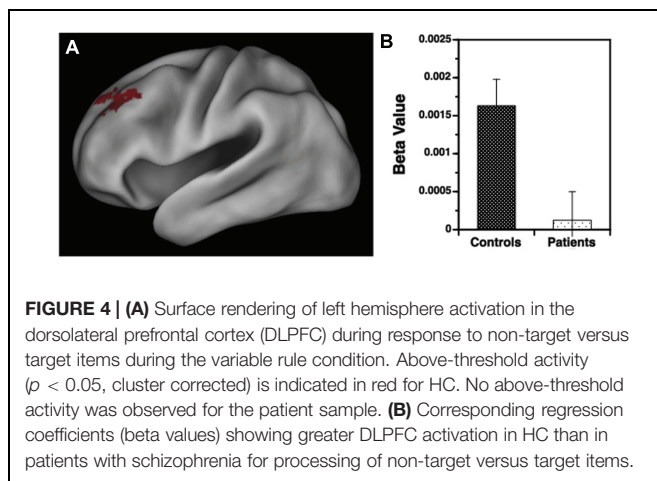 A
B
0.0025
0.002
0.0015
0.001
0.0005
0
Beta Value
Controls Patients
FIGURE 4 | (A) Surface rendering of left hemisphere activation in the
dorsolateral prefrontal cortex (DLPFC) during response to non-target versus
target items during the variable rule condition. Above-threshold activity
(p < 0.05, cluster corrected) is indicated in red for HC. No above-threshold
activity was observed for the patient sample. (B) Corresponding regression
coefficients (beta values) showing greater DLPFC activation in HC than in
patients with schizophrenia for processing of non-target versus target items.